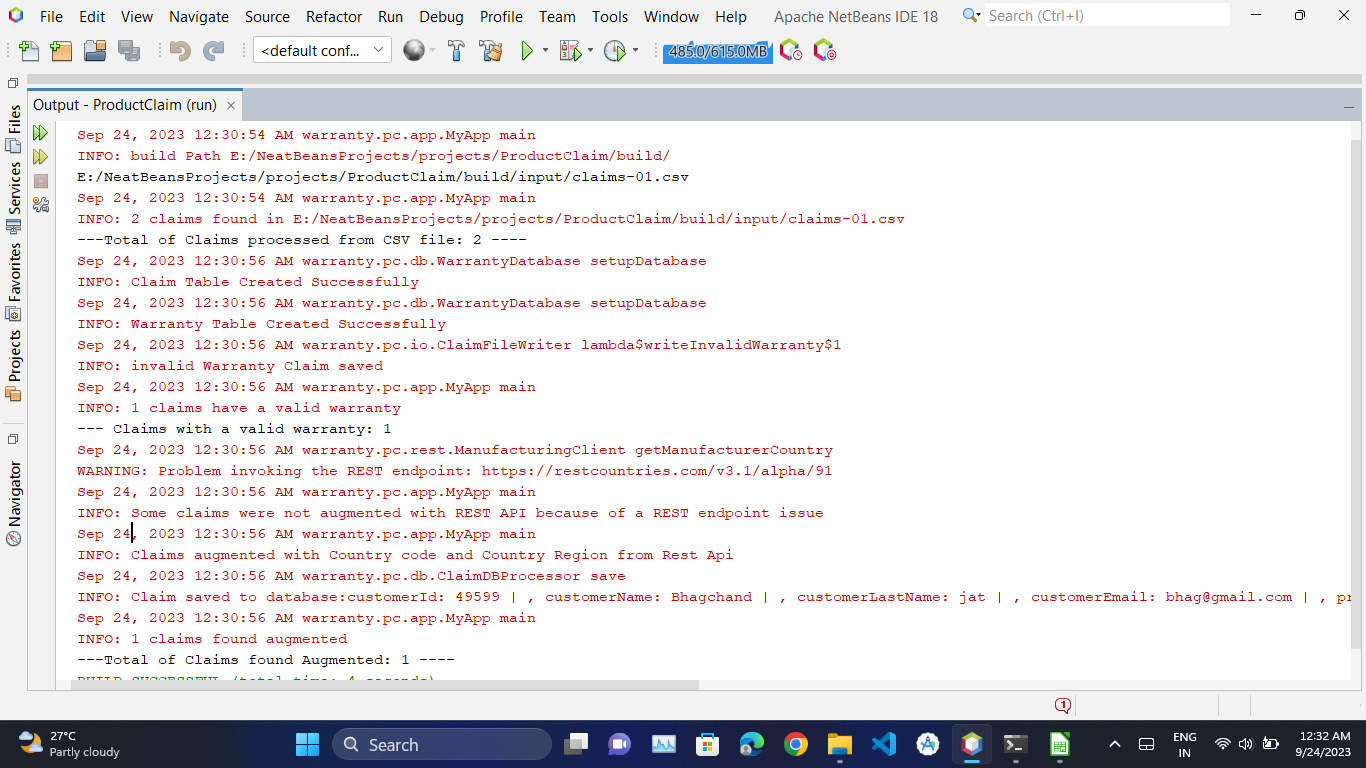 File Edit View Navigate Source Refactor Run Debug Profile Team Tools Window Help Apache NetBeans IDE 18 Search (Ctrl+I)
<default conf... 485.0/615.0MB
Output - ProductClaim (run)
Files
Services
Favorites
Projects
Navigator
Sep 24, 2023 12:30:54 AM warranty.pc.app.MyApp main
INFO: build Path E:/NeatBeansProjects/projects/ProductClaim/build/
E:/NeatBeansProjects/projects/ProductClaim/build/input/claims-01.csv
Sep 24, 2023 12:30:54 AM warranty.pc.app.MyApp main
INFO: 2 claims found in E:/NeatBeansProjects/projects/ProductClaim/build/input/claims-01.csv
---Total of Claims processed from CSV file: 2 ----
Sep 24, 2023 12:30:56 AM warranty.pc.db.WarrantyDatabase setupDatabase
INFO: Claim Table Created Successfully
Sep 24, 2023 12:30:56 AM warranty.pc.db.WarrantyDatabase setupDatabase
INFO: Warranty Table Created Successfully
Sep 24, 2023 12:30:56 AM warranty.pc.io.ClaimFileWriter lambda$writeInvalidWarranty$1
INFO: invalid Warranty Claim saved
Sep 24, 2023 12:30:56 AM warranty.pc.app.MyApp main
INFO: 1 claims have a valid warranty
--- Claims with a valid warranty: 1
Sep 24, 2023 12:30:56 AM warranty.pc.rest.ManufacturingClient getManufacturerCountry
WARNING: Problem invoking the REST endpoint: https://restcountries.com/v3.1/alpha/91
Sep 24, 2023 12:30:56 AM warranty.pc.app.MyApp main
INFO: Some claims were not augmented with REST API because of a REST endpoint issue
Sep 24, 2023 12:30:56 AM warranty.pc.app.MyApp main
INFO: Claims augmented with Country code and Country Region from Rest Api
Sep 24, 2023 12:30:56 AM warranty.pc.db.ClaimDBProcessor save
INFO: Claim saved to database:customerId: 49599 | , customerName: Bhagchand | , customerLastName: jat | , customerEmail: bhag@gmail.com | , pr
Sep 24, 2023 12:30:56 AM warranty.pc.app.MyApp main
INFO: 1 claims found augmented
---Total of Claims found Augmented: 1 ----
BUILD SUCCESSFUL (total time: 4 seconds)
1
27°C
Partly cloudy
Search
ENG
IN
12:32 AM
9/24/2023